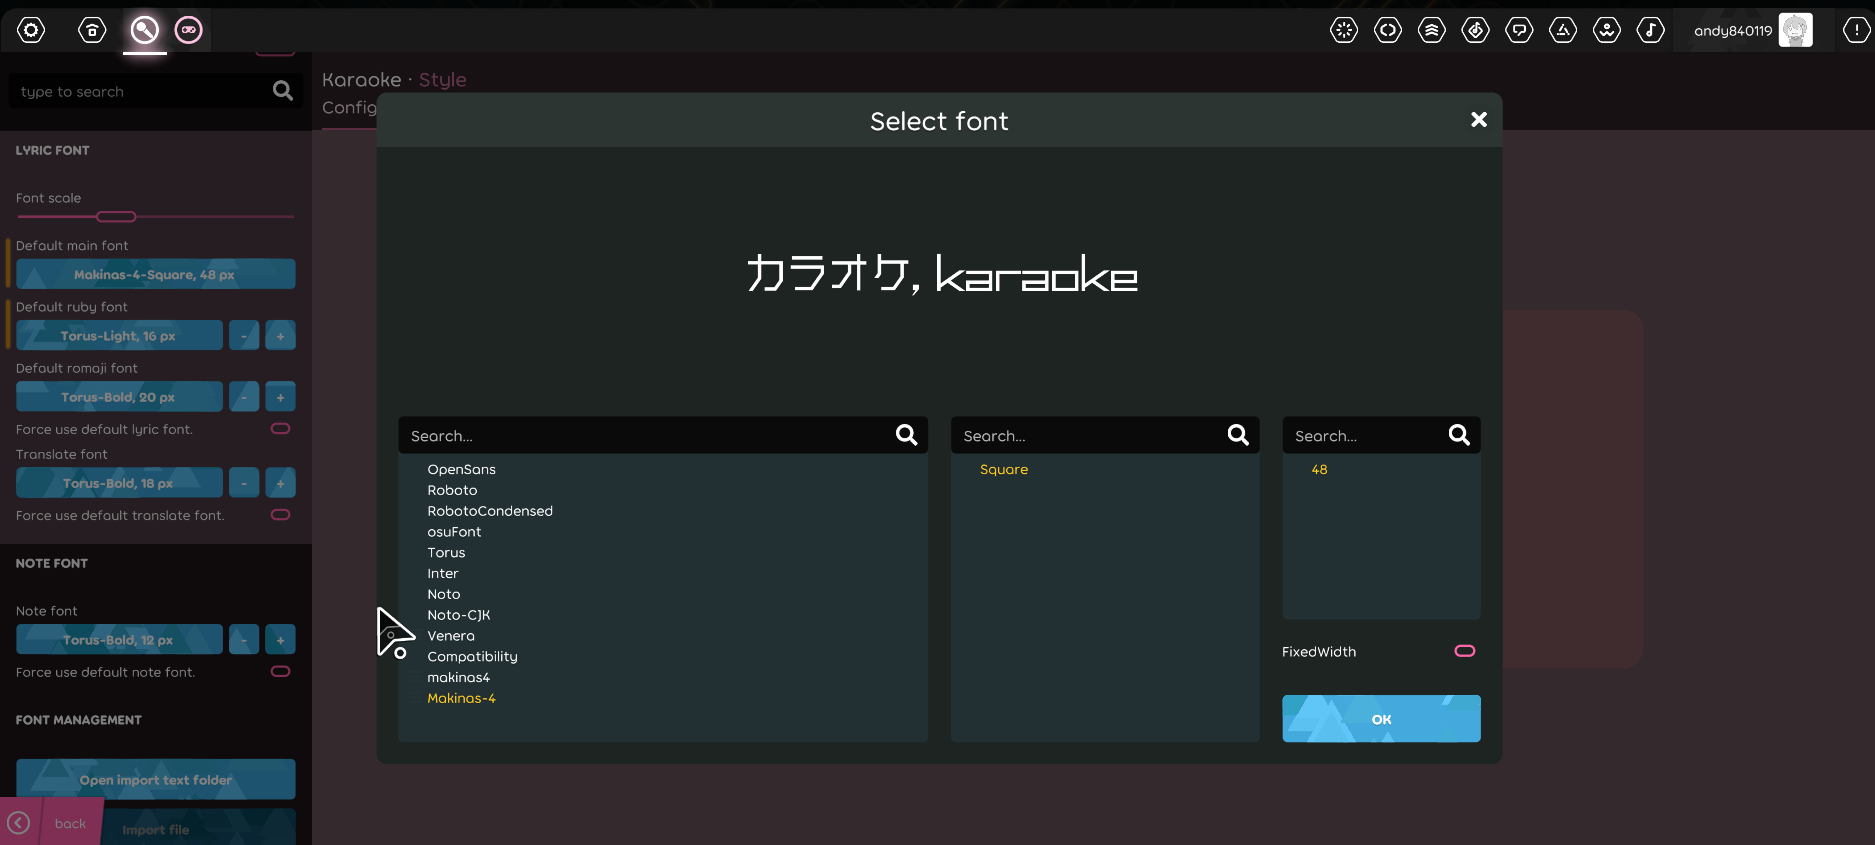 andy840119
type to search
Karaoke · Style
Config
LYRIC FONT
Font scale
Default main font
Makinas-4-Square, 48 px
Default ruby font
Torus-Light, 16 px
-
+
Default romaji font
Torus-Bold, 20 px
-
+
Force use default lyric font.
Translate font
Torus-Bold, 18 px
-
+
Force use default translate font.
NOTE FONT
Note font
Torus-Bold, 12 px
-
+
Force use default note font.
FONT MANAGEMENT
Open import text folder
Import file
back
Select font
カラオケ, karaoke
Search...
OpenSans
Roboto
RobotoCondensed
osuFont
Torus
Inter
Noto
Noto-CJK
Venera
Compatibility
makinas4
Makinas-4
Search...
Square
Search...
48
FixedWidth
OK